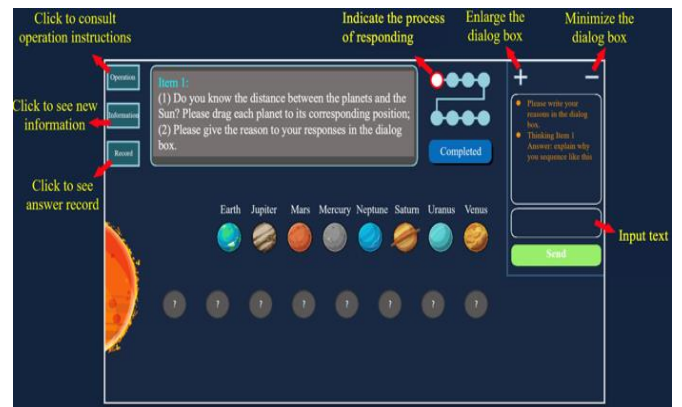 Click to consult
operation instructions
Indicate the process
of responding
Enlarge the
dialog box
Minimize the
dialog box
Operation
Item 1:
(1) Do you know the distance between the planets and the
Sun? Please drag each planet to its corresponding position;
(2) Please give the reason to your responses in the dialog
box.
+
−
Click to see new
information
Information
Please write your
reasons in the dialog
box.
Thinking Item 1
Answer: explain why
you sequence like this
Record
Completed
Click to see
answer record
Earth Jupiter Mars Mercury Neptune Saturn Uranus Venus
Input text
Send
? ? ? ? ? ? ? ?